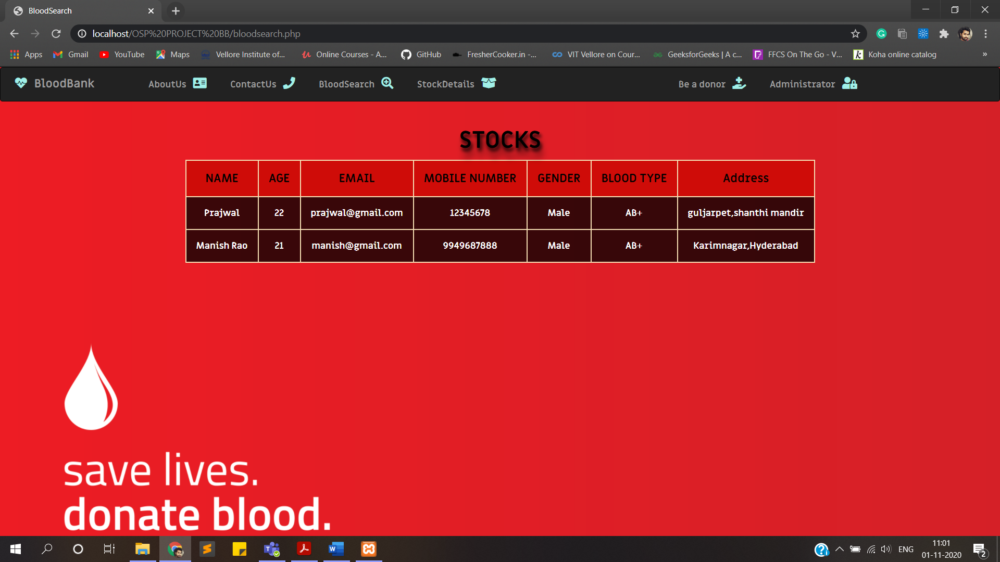 BloodSearch
localhost/OSP%20PROJECT%20BB/bloodsearch.php
Apps Gmail YouTube Maps Vellore Institute of... Online Courses - A... GitHub FresherCooker.in -... VIT Vellore on Cour... GeeksforGeeks | A c... FFCS On The Go - V... Koha online catalog »
BloodBank AboutUs ContactUs BloodSearch StockDetails Be a donor Administrator
STOCKS
NAME AGE EMAIL MOBILE NUMBER GENDER BLOOD TYPE Address
Prajwal 22 prajwal@gmail.com 12345678 Male AB+ guljarpet,shanthi mandir
Manish Rao 21 manish@gmail.com 9949687888 Male AB+ Karimnagar,Hyderabad
save lives.
donate blood.
ENG 11:01
01-11-2020 2